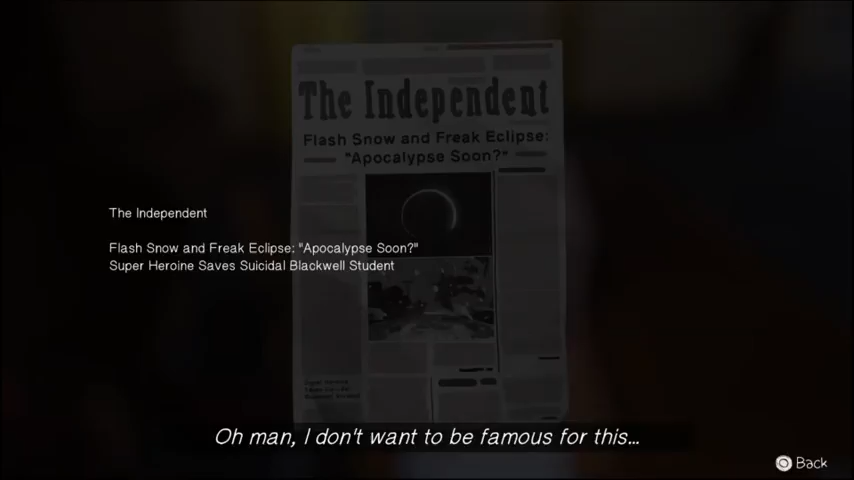 The Independent
Flash Snow and Freak Eclipse:
"Apocalypse Soon?"
The Independent
Flash Snow and Freak Eclipse: "Apocalypse Soon?"
Super Heroine Saves Suicidal Blackwell Student
Oh man, I don't want to be famous for this...
Back